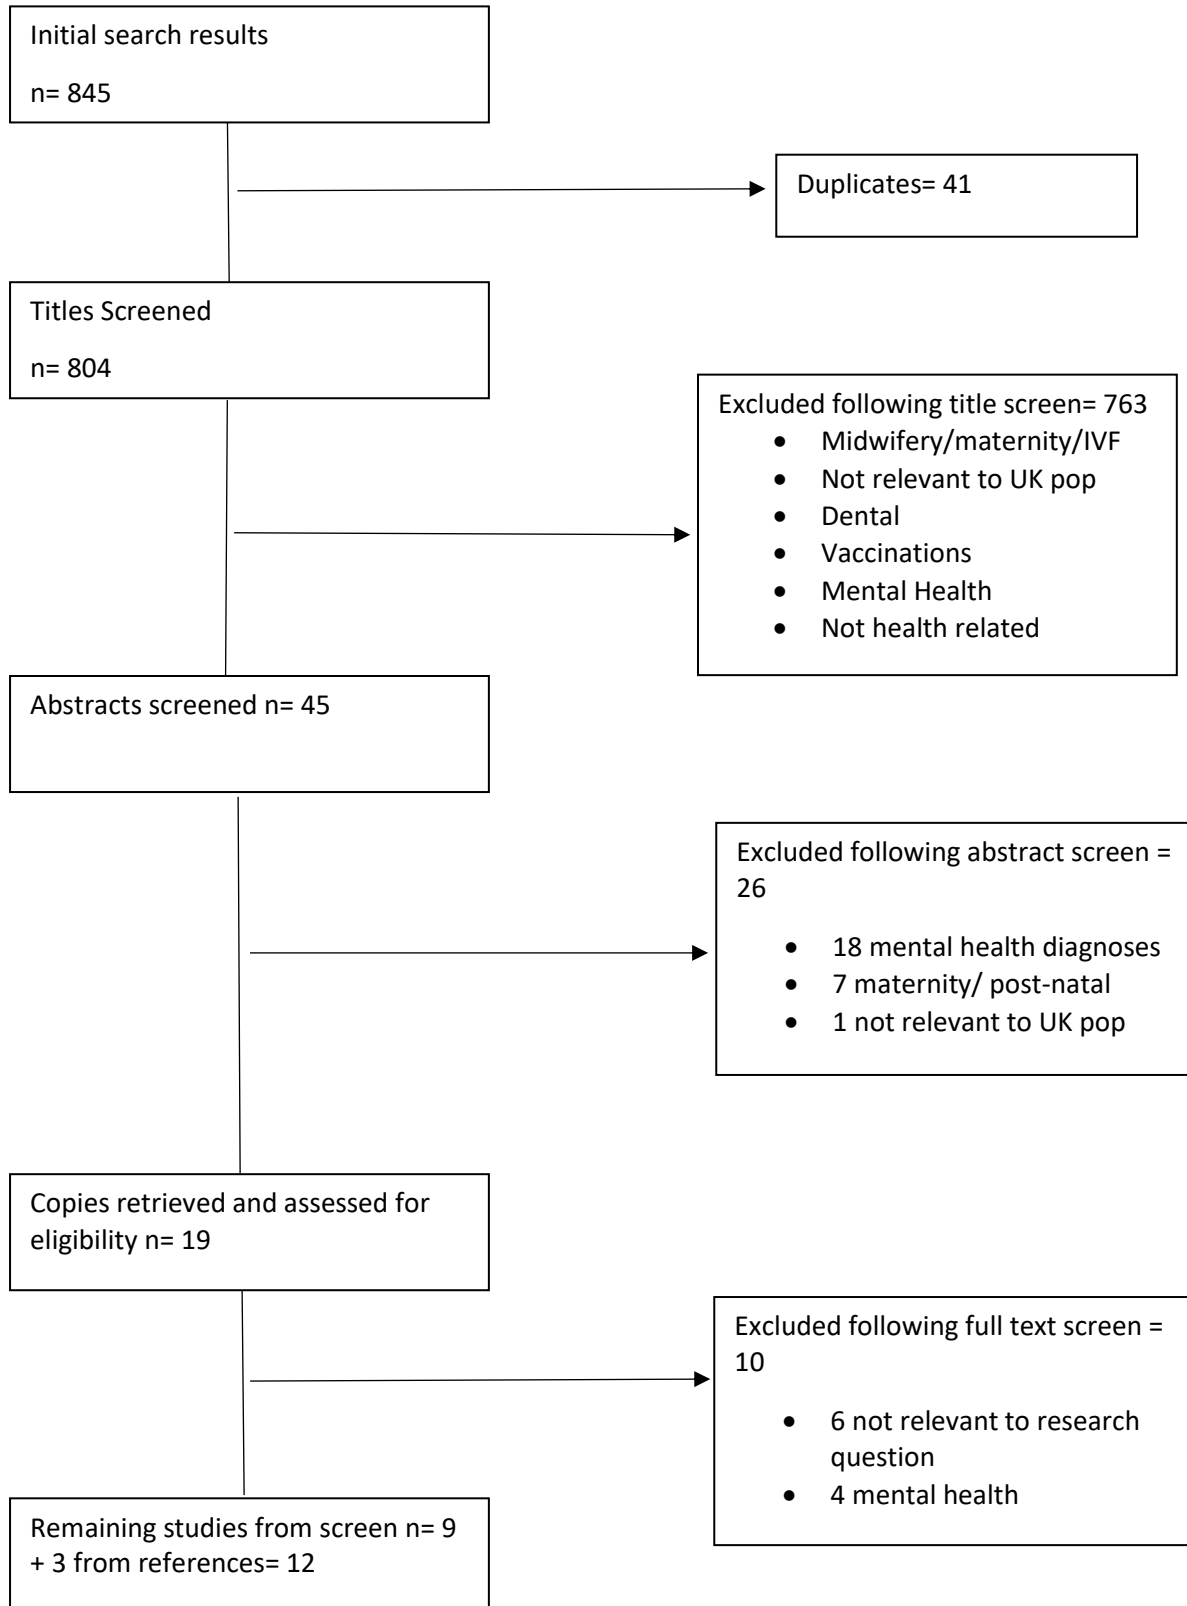 Initial search results
n= 845
Duplicates= 41
Titles Screened
n= 804
Excluded following title screen= 763
• Midwifery/maternity/IVF
• Not relevant to UK pop
• Dental
• Vaccinations
• Mental Health
• Not health related
Abstracts screened n= 45
Excluded following abstract screen =
26
• 18 mental health diagnoses
• 7 maternity/ post-natal
• 1 not relevant to UK pop
Copies retrieved and assessed for
eligibility n= 19
Excluded following full text screen =
10
• 6 not relevant to research
question
• 4 mental health
Remaining studies from screen n= 9
+ 3 from references= 12